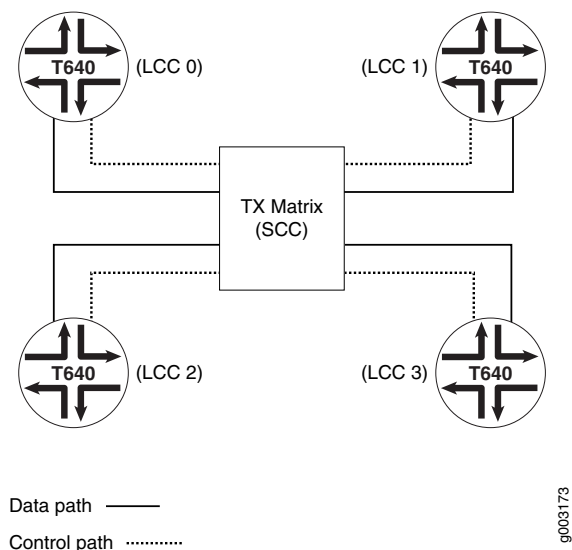 T640 (LCC 0)
(LCC 1) T640
TX Matrix
(SCC)
T640 (LCC 2)
(LCC 3) T640
Data path
Control path
g003173